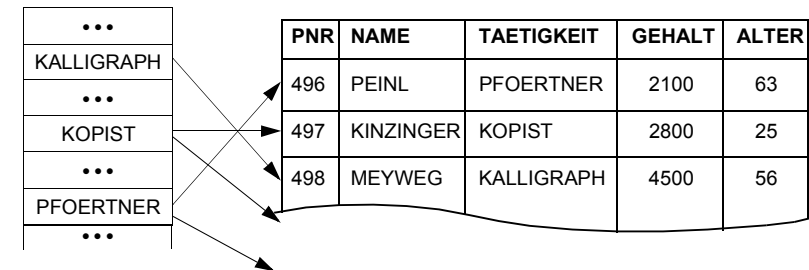 •••
KALLIGRAPH
•••
KOPIST
•••
PFOERTNER
•••
PNR NAME TAETIGKEIT GEHALT ALTER
496 PEINL PFOERTNER 2100 63
497 KINZINGER KOPIST 2800 25
498 MEYWEG KALLIGRAPH 4500 56